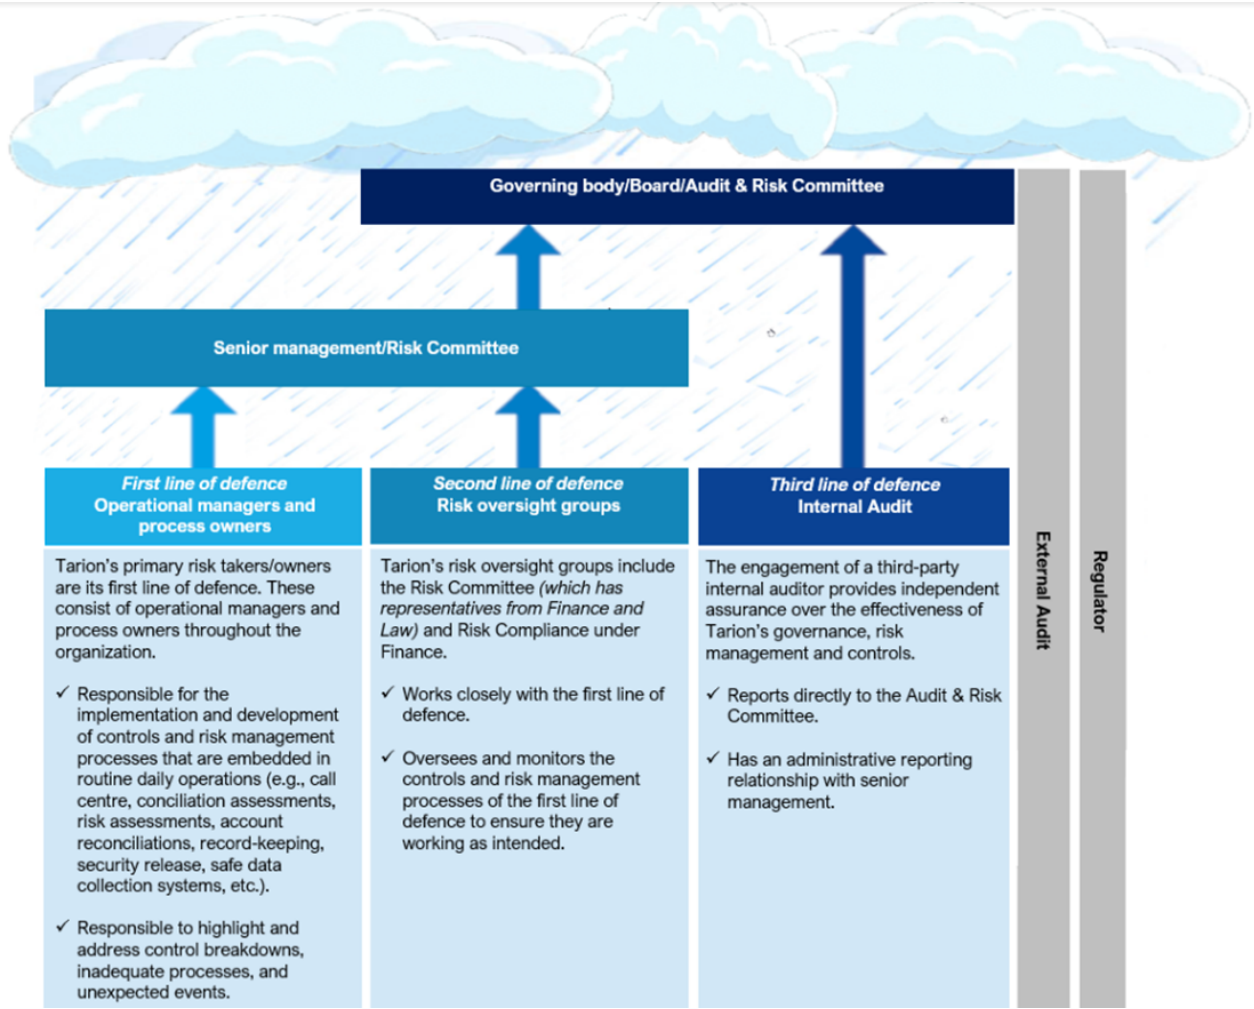 Governing body/Board/Audit & Risk Committee
Senior management/Risk Committee
First line of defence
Operational managers and
process owners
Tarion's primary risk takers/owners
are its first line of defence. These
consist of operational managers and
process owners throughout the
organization.
✓ Responsible for the
implementation and development
of controls and risk management
processes that are embedded in
routine daily operations (e.g., call
centre, conciliation assessments,
risk assessments, account
reconciliations, record-keeping,
security release, safe data
collection systems, etc.).
✓ Responsible to highlight and
address control breakdowns,
inadequate processes, and
unexpected events.
Second line of defence
Risk oversight groups
Tarion's risk oversight groups include
the Risk Committee (which has
representatives from Finance and
Law) and Risk Compliance under
Finance.
✓ Works closely with the first line of
defence.
✓ Oversees and monitors the
controls and risk management
processes of the first line of
defence to ensure they are
working as intended.
Third line of defence
Internal Audit
The engagement of a third-party
internal auditor provides independent
assurance over the effectiveness of
Tarion's governance, risk
management and controls.
✓ Reports directly to the Audit & Risk
Committee.
✓ Has an administrative reporting
relationship with senior
management.
External Audit
Regulator